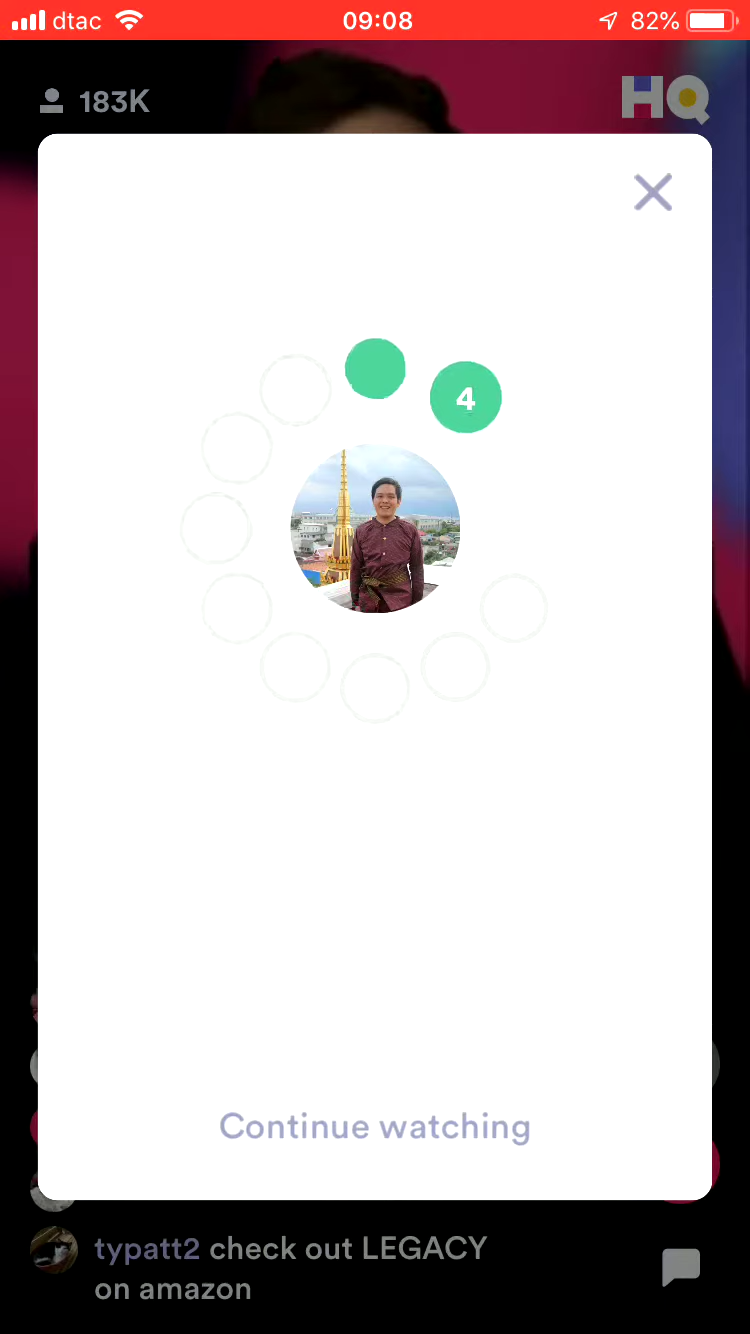 dtac
09:08
82%
183K
HQ
4
Continue watching
typatt2 check out LEGACY
on amazon